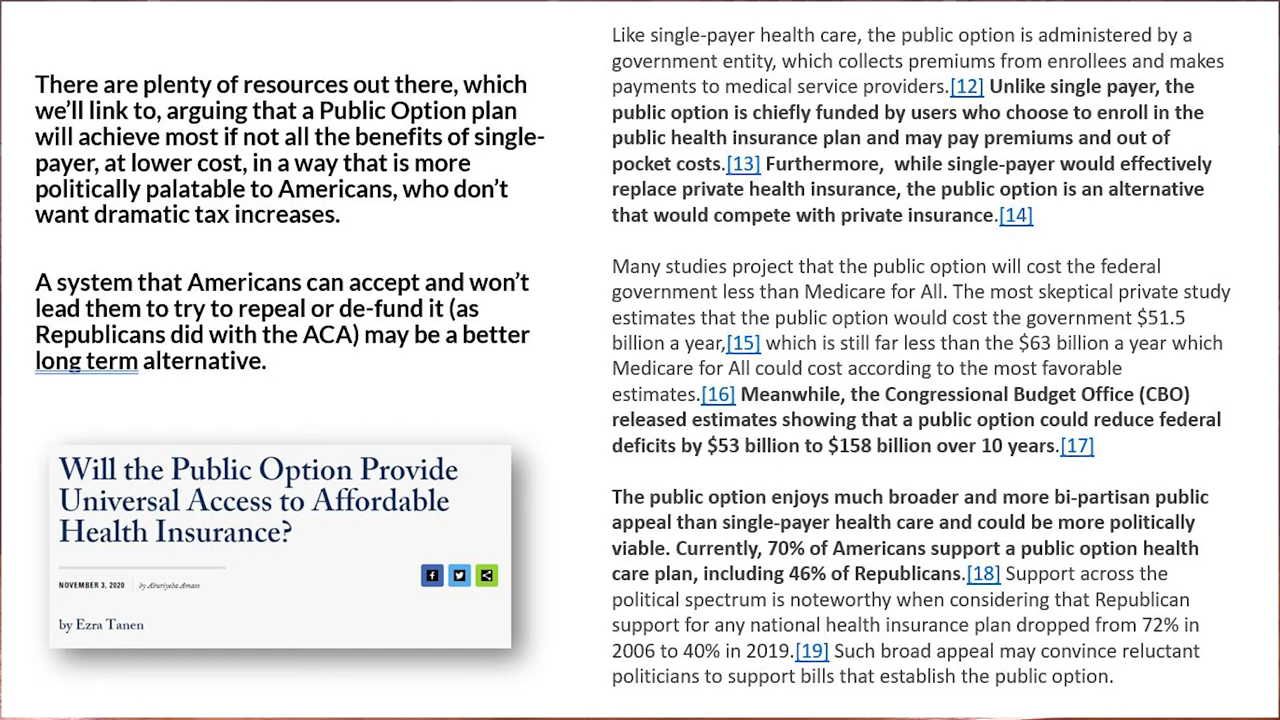 There are plenty of resources out there, which
we'll link to, arguing that a Public Option plan
will achieve most if not all the benefits of single-
payer, at lower cost, in a way that is more
politically palatable to Americans, who don't
want dramatic tax increases.
A system that Americans can accept and won't
lead them to try to repeal or de-fund it (as
Republicans did with the ACA) may be a better
long term alternative.
Will the Public Option Provide
Universal Access to Affordable
Health Insurance?
NOVEMBER 3, 2020 by Aburiyeba Amaso
by Ezra Tanen
Like single-payer health care, the public option is administered by a
government entity, which collects premiums from enrollees and makes
payments to medical service providers.[12] Unlike single payer, the
public option is chiefly funded by users who choose to enroll in the
public health insurance plan and may pay premiums and out of
pocket costs.[13] Furthermore,  while single-payer would effectively
replace private health insurance, the public option is an alternative
that would compete with private insurance.[14]
Many studies project that the public option will cost the federal
government less than Medicare for All. The most skeptical private study
estimates that the public option would cost the government $51.5
billion a year,[15] which is still far less than the $63 billion a year which
Medicare for All could cost according to the most favorable
estimates.[16] Meanwhile, the Congressional Budget Office (CBO)
released estimates showing that a public option could reduce federal
deficits by $53 billion to $158 billion over 10 years.[17]
The public option enjoys much broader and more bi-partisan public
appeal than single-payer health care and could be more politically
viable. Currently, 70% of Americans support a public option health
care plan, including 46% of Republicans.[18] Support across the
political spectrum is noteworthy when considering that Republican
support for any national health insurance plan dropped from 72% in
2006 to 40% in 2019.[19] Such broad appeal may convince reluctant
politicians to support bills that establish the public option.